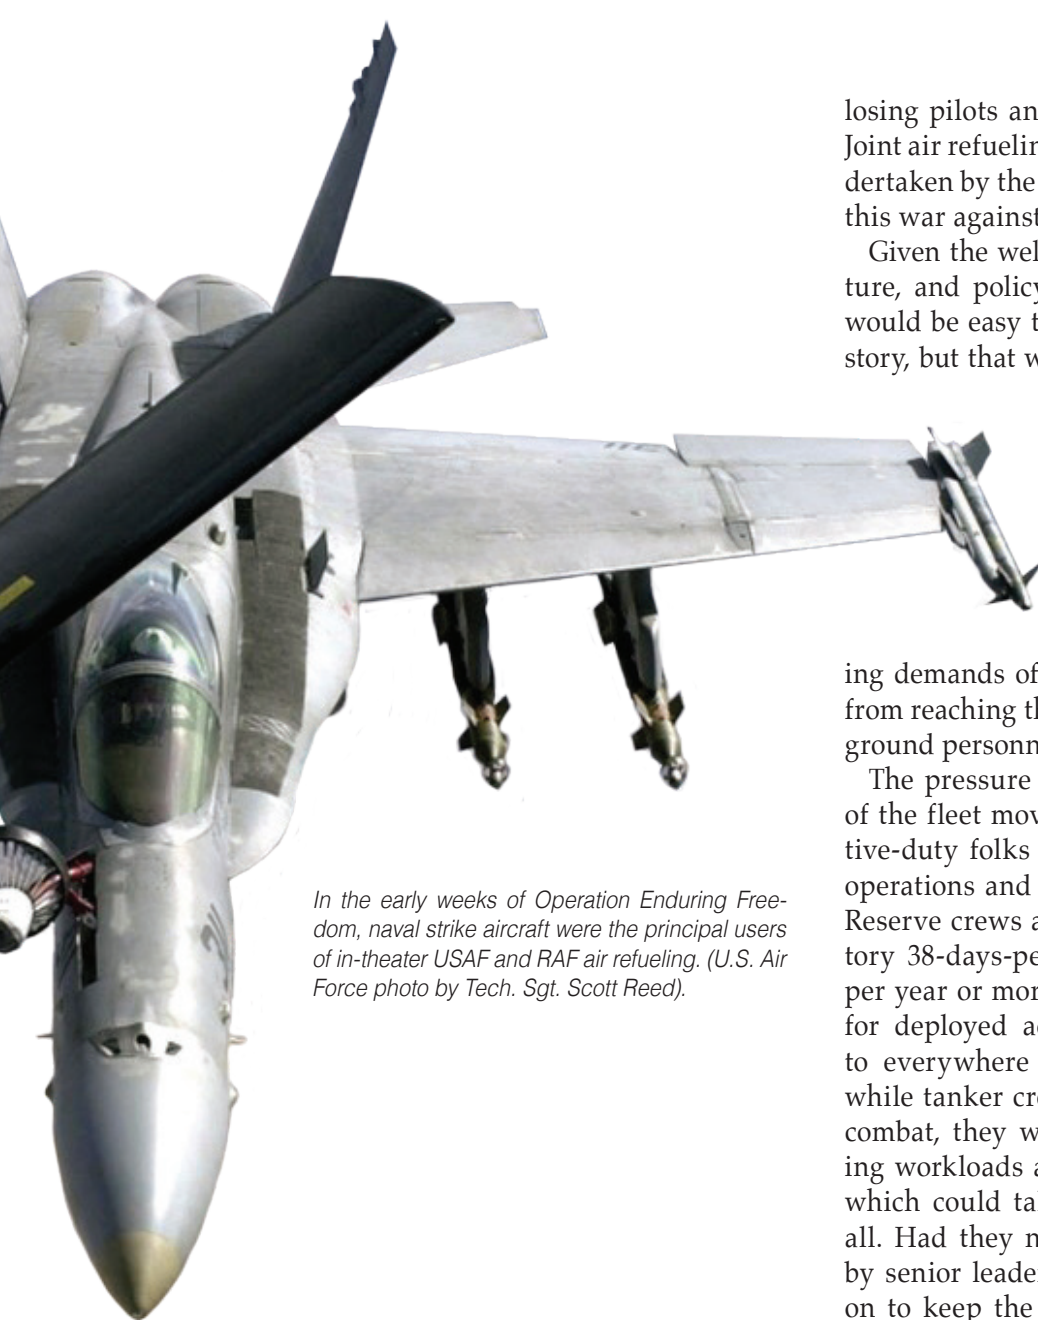 losing pilots an
Joint air refuelin
dertaken by the
this war against
Given the wel
ture, and policy
would be easy t
story, but that w
ing demands of
from reaching th
ground personn
The pressure
of the fleet mov
tive-duty folks
operations and
Reserve crews a
tory 38-days-pe
per year or mor
for deployed a
to everywhere
while tanker cr
combat, they w
ing workloads a
which could ta
all. Had they n
by senior leade
on to keep the
In the early weeks of Operation Enduring Free-
dom, naval strike aircraft were the principal users
of in-theater USAF and RAF air refueling. (U.S. Air
Force photo by Tech. Sgt. Scott Reed).